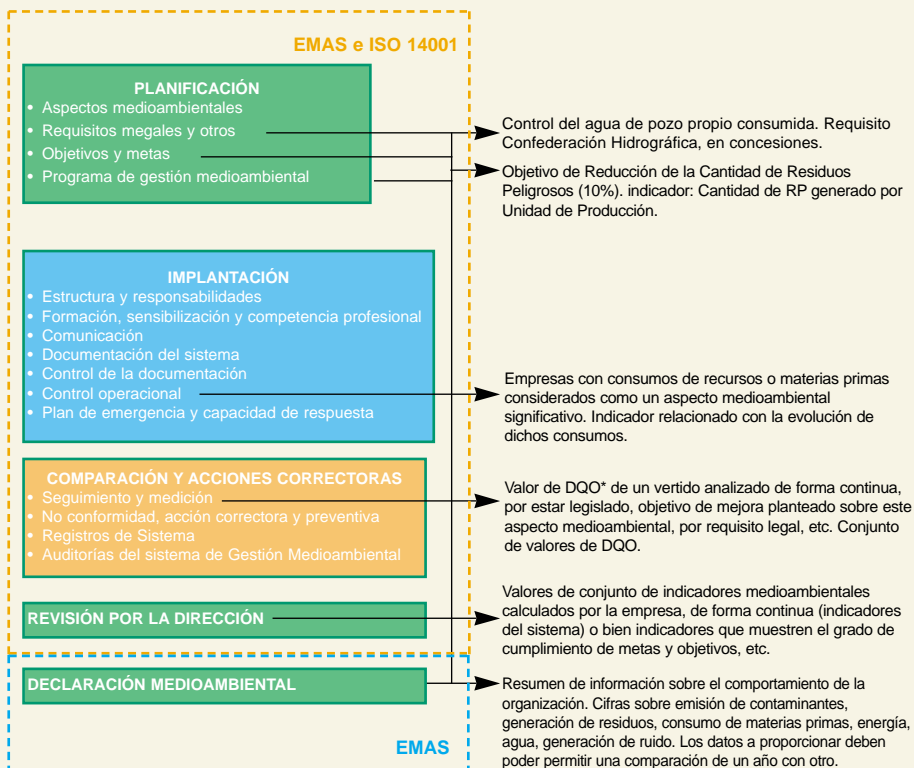 EMAS e ISO 14001
PLANIFICACIÓN
• Aspectos medioambientales
• Requisitos megales y otros
• Objetivos y metas
• Programa de gestión medioambiental
Control del agua de pozo propio consumida. Requisito
Confederación Hidrográfica, en concesiones.
Objetivo de Reducción de la Cantidad de Residuos
Peligrosos (10%). indicador: Cantidad de RP generado por
Unidad de Producción.
IMPLANTACIÓN
• Estructura y responsabilidades
• Formación, sensibilización y competencia profesional
• Comunicación
• Documentación del sistema
• Control de la documentación
• Control operacional
• Plan de emergencia y capacidad de respuesta
Empresas con consumos de recursos o materias primas
considerados como un aspecto medioambiental
significativo. Indicador relacionado con la evolución de
dichos consumos.
COMPARACIÓN Y ACCIONES CORRECTORAS
• Seguimiento y medición
• No conformidad, acción correctora y preventiva
• Registros de Sistema
• Auditorías del sistema de Gestión Medioambiental
Valor de DQO* de un vertido analizado de forma continua,
por estar legislado, objetivo de mejora planteado sobre este
aspecto medioambiental, por requisito legal, etc. Conjunto
de valores de DQO.
REVISIÓN POR LA DIRECCIÓN
Valores de conjunto de indicadores medioambientales
calculados por la empresa, de forma continua (indicadores
del sistema) o bien indicadores que muestren el grado de
cumplimiento de metas y objetivos, etc.
DECLARACIÓN MEDIOAMBIENTAL
Resumen de información sobre el comportamiento de la
organización. Cifras sobre emisión de contaminantes,
generación de residuos, consumo de materias primas, energía,
agua, generación de ruido. Los datos a proporcionar deben
poder permitir una comparación de un año con otro.
EMAS